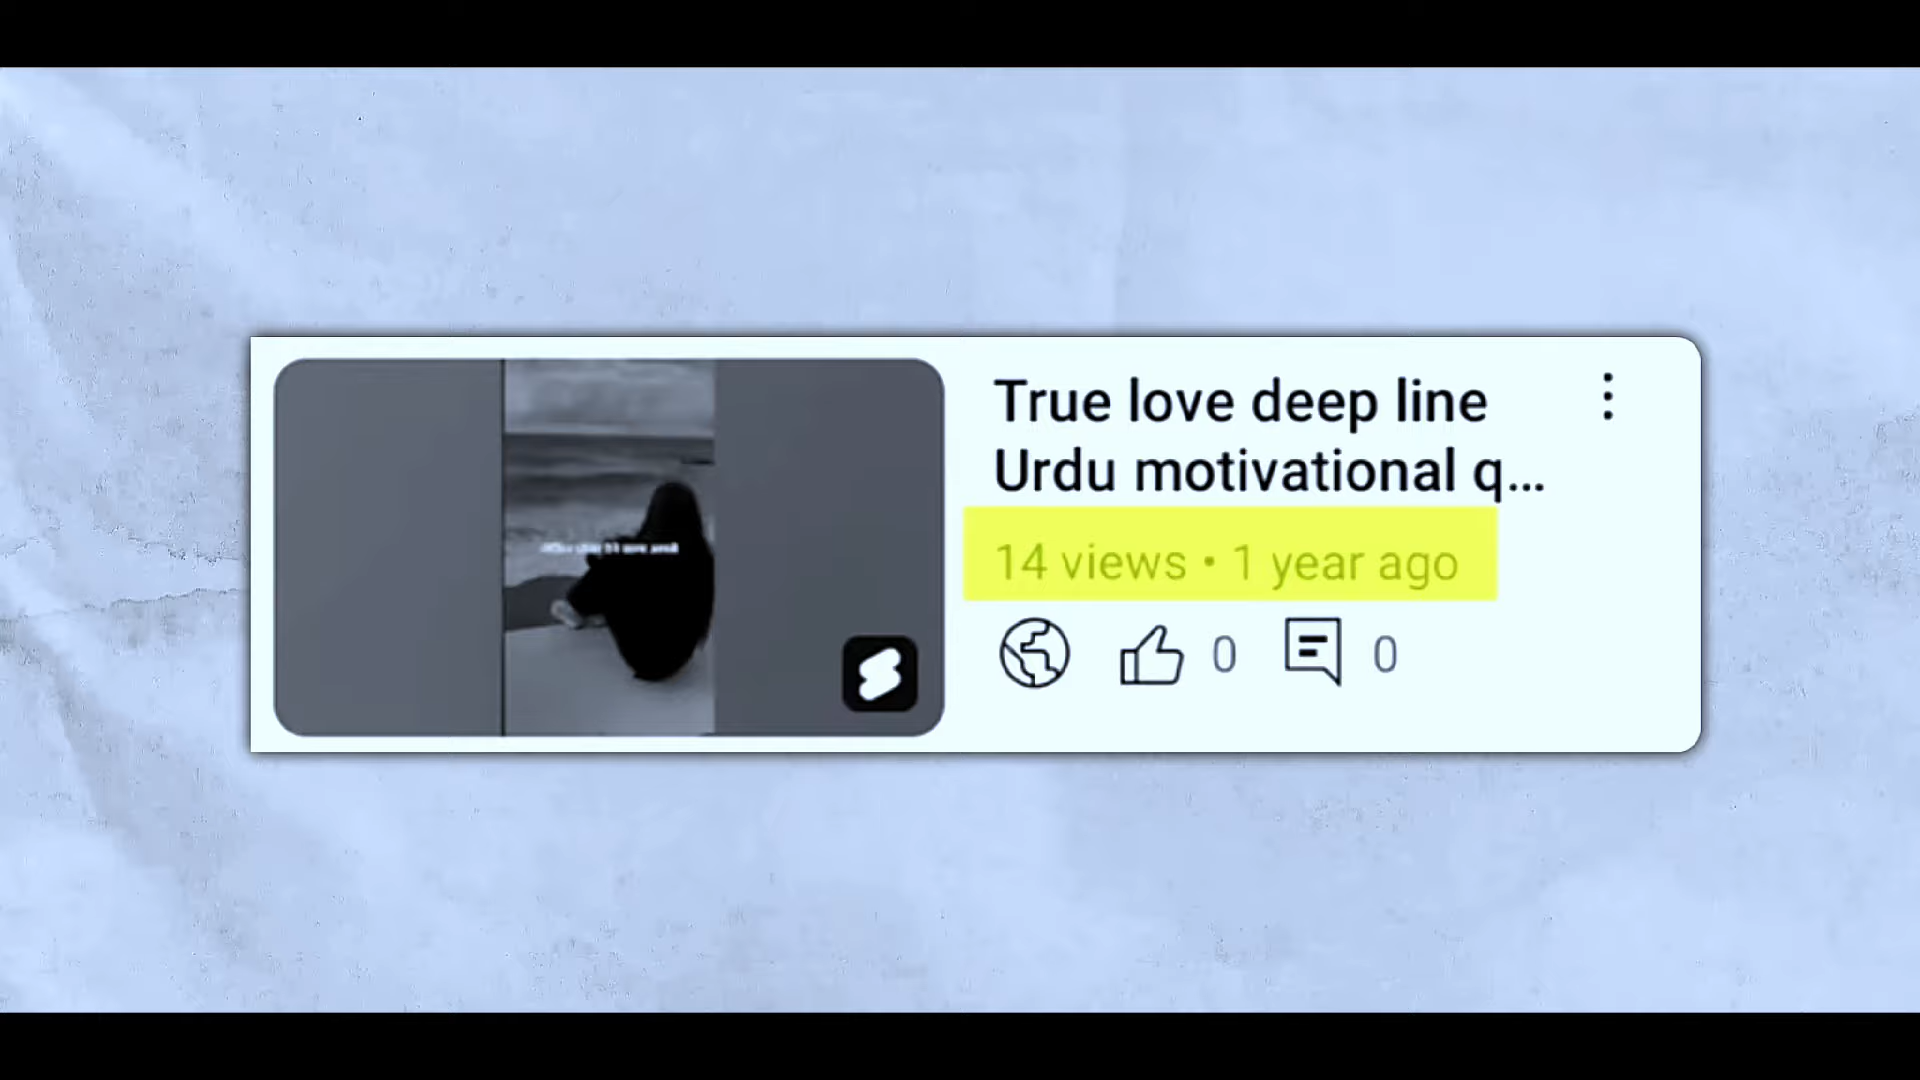 True love deep line
Urdu motivational q...
14 views • 1 year ago
0 0